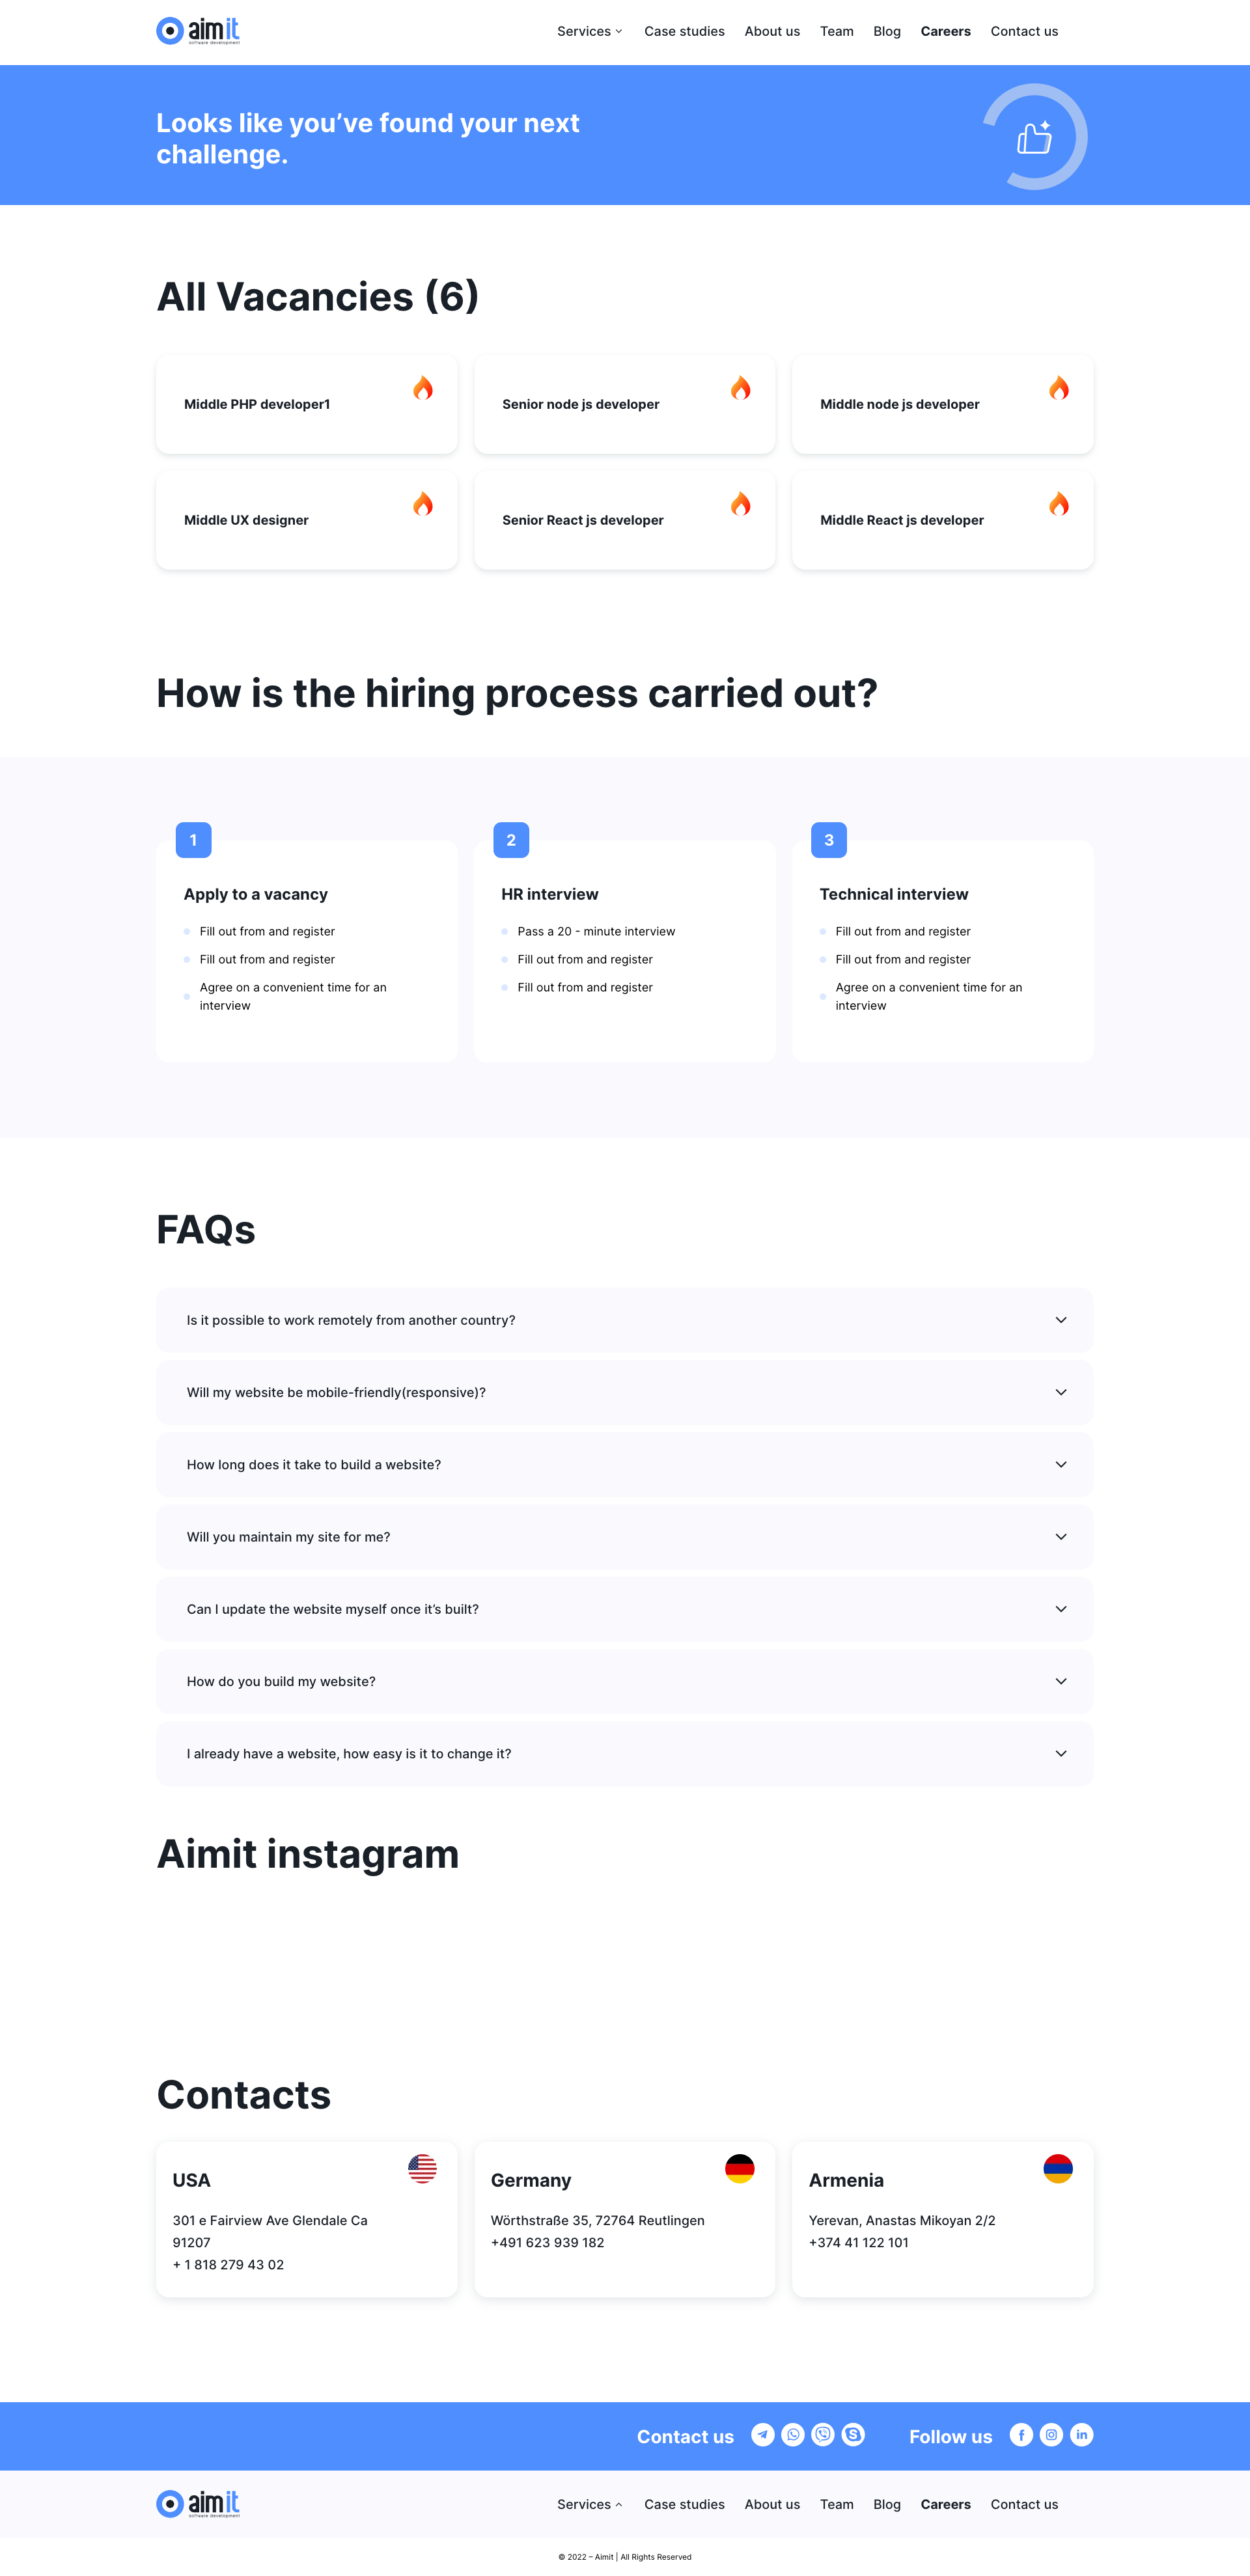 aimit
software development
Services
Case studies
About us
Team
Blog
Careers
Contact us
Looks like you’ve found your next
challenge.
All Vacancies (6)
Middle PHP developer1
Senior node js developer
Middle node js developer
Middle UX designer
Senior React js developer
Middle React js developer
How is the hiring process carried out?
1
Apply to a vacancy
Fill out from and register
Fill out from and register
Agree on a convenient time for an
interview
2
HR interview
Pass a 20 - minute interview
Fill out from and register
Fill out from and register
3
Technical interview
Fill out from and register
Fill out from and register
Agree on a convenient time for an
interview
FAQs
Is it possible to work remotely from another country?
Will my website be mobile-friendly(responsive)?
How long does it take to build a website?
Will you maintain my site for me?
Can I update the website myself once it’s built?
How do you build my website?
I already have a website, how easy is it to change it?
Aimit instagram
Contacts
USA
301 e Fairview Ave Glendale Ca
91207
+ 1 818 279 43 02
Germany
Wörthstraße 35, 72764 Reutlingen
+491 623 939 182
Armenia
Yerevan, Anastas Mikoyan 2/2
+374 41 122 101
Contact us
Follow us
aimit
software development
Services
Case studies
About us
Team
Blog
Careers
Contact us
© 2022 – Aimit | All Rights Reserved